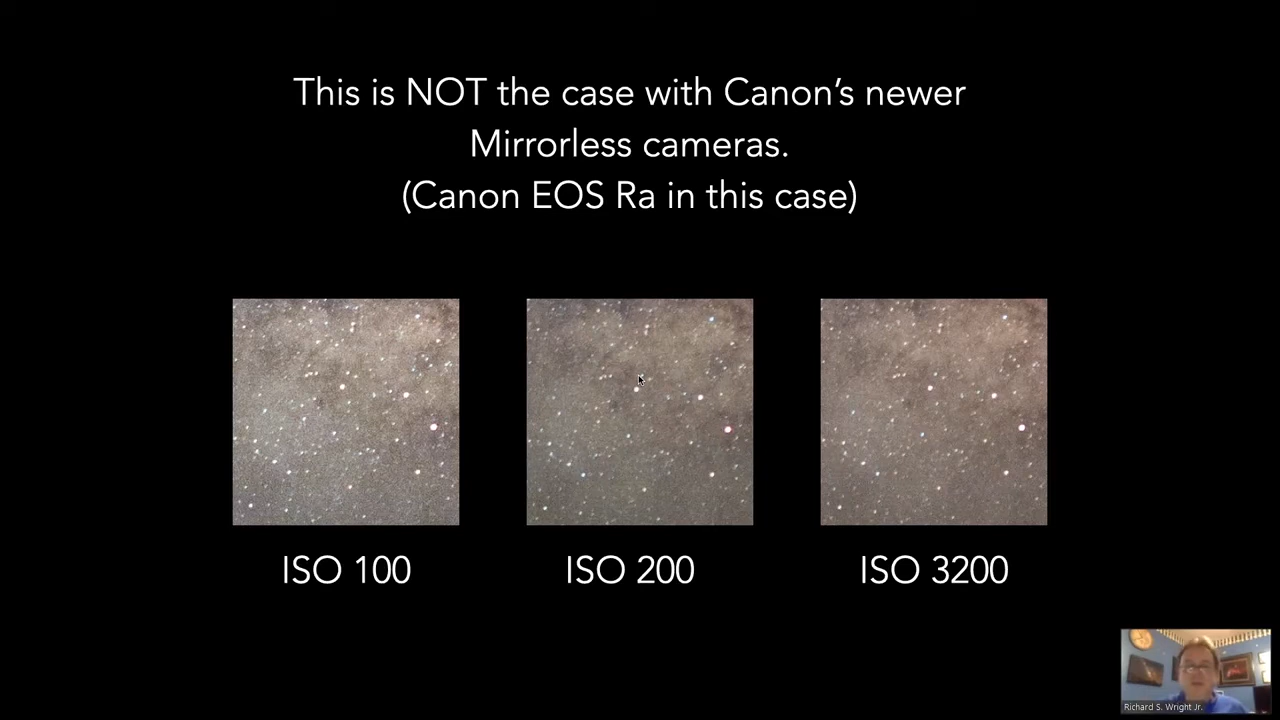 This is NOT the case with Canon's newer
Mirrorless cameras.
(Canon EOS Ra in this case)
ISO 100
ISO 200
ISO 3200
Richard S. Wright Jr.